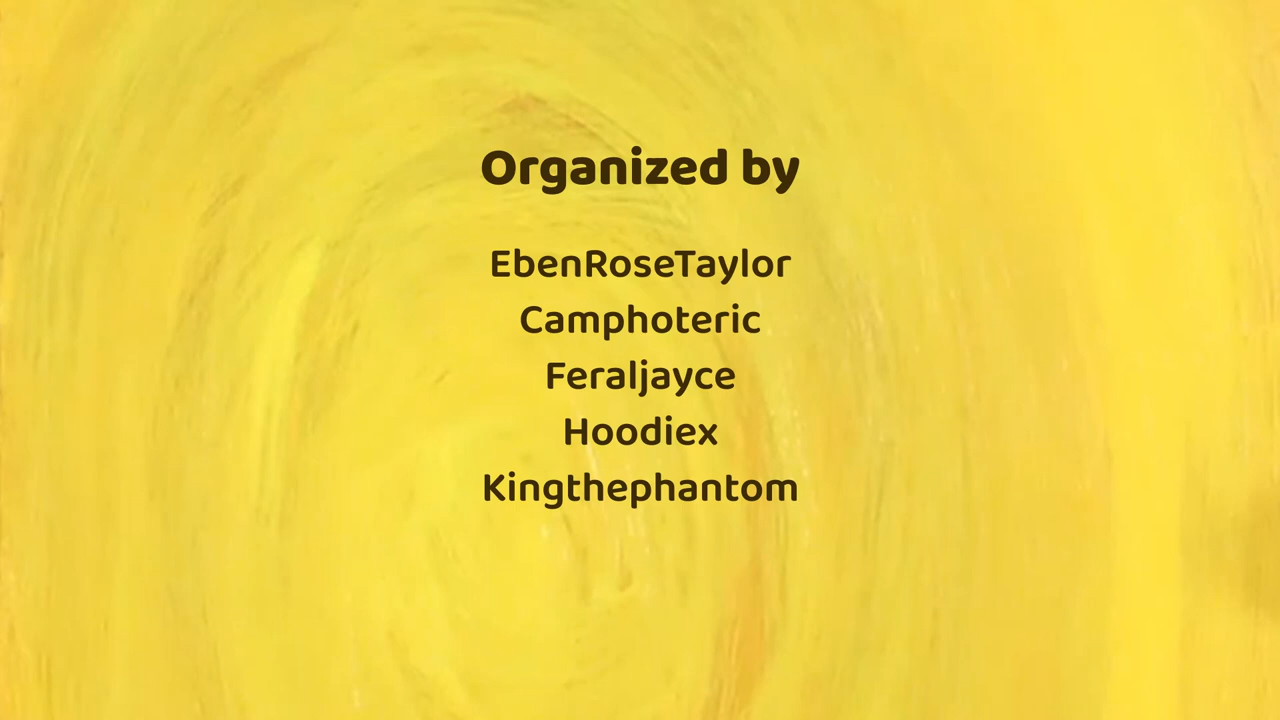 Organized by
EbenRoseTaylor
Camphoteric
Feraljayce
Hoodiex
Kingthephantom